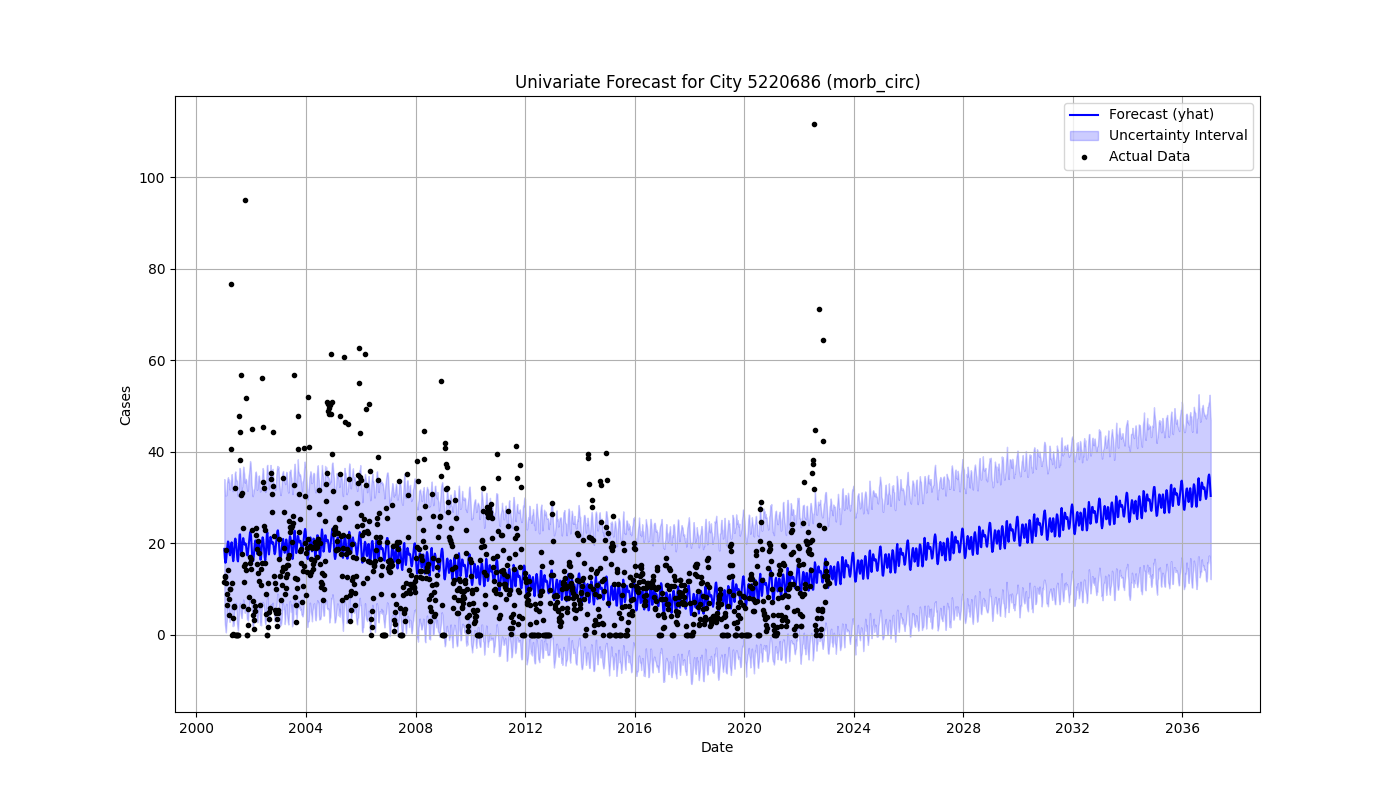 Univariate Forecast for City 5220686 (morb_circ)
Forecast (yhat)
Uncertainty Interval
Actual Data
Cases
100
80
60
40
20
0
2000 2004 2008 2012 2016 2020 2024 2028 2032 2036
Date